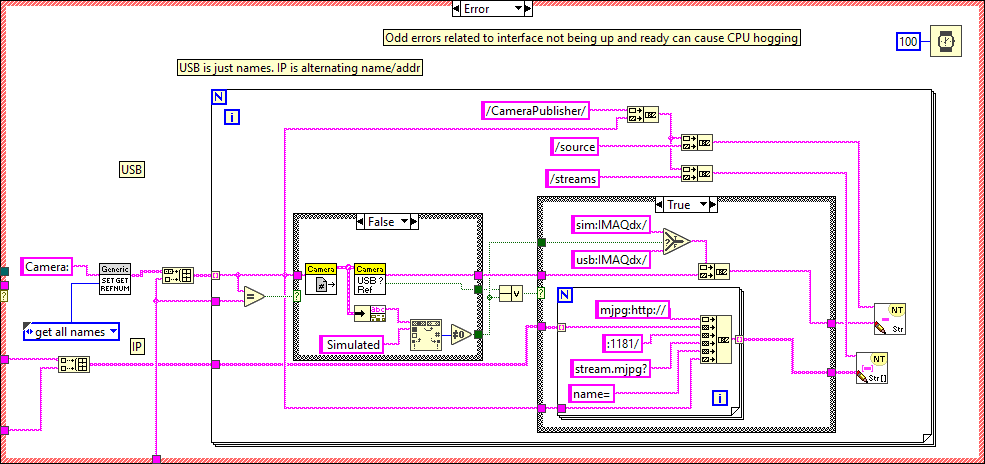 Error
Odd errors related to interface not being up and ready can cause CPU hogging
100
USB is just names. IP is alternating name/addr
N
i
/CameraPublisher/
/source
USB
/streams
True
False
sim:IMAQdx/
Camera:
Generic
SET GET
REFNUM
Camera
#
Camera
USB ?
Ref
=
?
T
F
usb:IMAQdx/
?
V
?
N
mjpg:http://
NT
Str
get all names
abc
Simulated
#
≠0
:1181/
IP
stream.mjpg?
NT
Str[]
name=
i